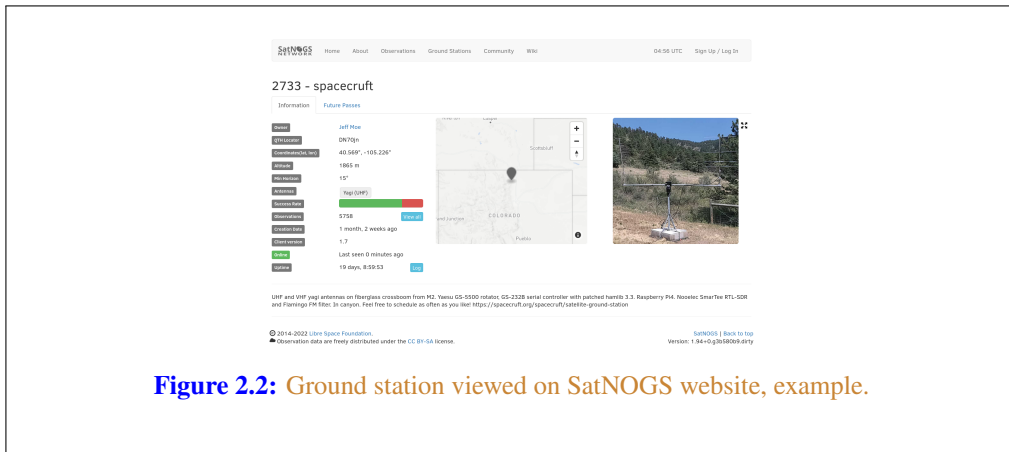 SatNOGS
NETWORK
Home About Observations Ground Stations Community Wiki 04:56 UTC Sign Up / Log In
2733 - spacecruft
Information Future Passes
Owner Jeff Moe
QTH Locator DN70jn
Coordinates(lat, lon) 40.569°, -105.226°
Altitude 1865 m
Min Horizon 15°
Antennas Yagi (UHF)
Success Rate
Observations 5758 View all
Creation Date 1 month, 2 weeks ago
Client version 1.7
Online Last seen 0 minutes ago
Uptime 19 days, 8:59:53 Log
Scottsbluff
COLORADO
Pueblo
UHF and VHF yagi antennas on fiberglass crossboom from M2. Yaesu GS-5500 rotator, GS-232B serial controller with patched hamlib 3.3. Raspberry Pi4. Nooelec SmarTee RTL-SDR
and Flamingo FM filter. In canyon. Feel free to schedule as often as you like! https://spacecruft.org/spacecruft/satellite-ground-station
2014-2022 Libre Space Foundation. SatNOGS | Back to top
Observation data are freely distributed under the CC BY-SA license. Version: 1.94+0.g3b580b9.dirty
Figure 2.2: Ground station viewed on SatNOGS website, example.